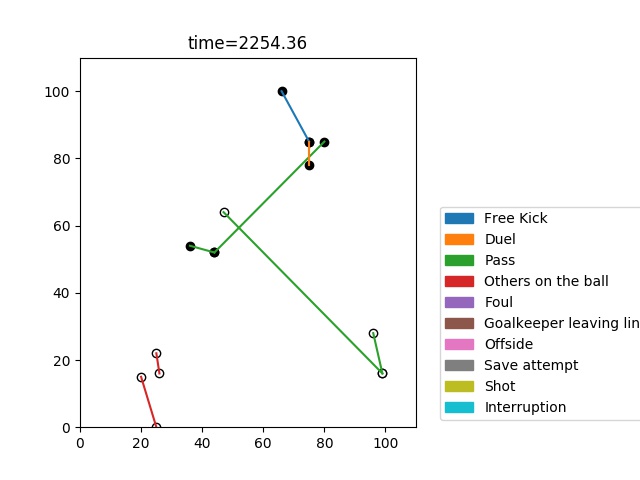 time=2254.36
100
80
60
40
20
0
0 20 40 60 80 100
Free Kick
Duel
Pass
Others on the ball
Foul
Goalkeeper leaving lin
Offside
Save attempt
Shot
Interruption